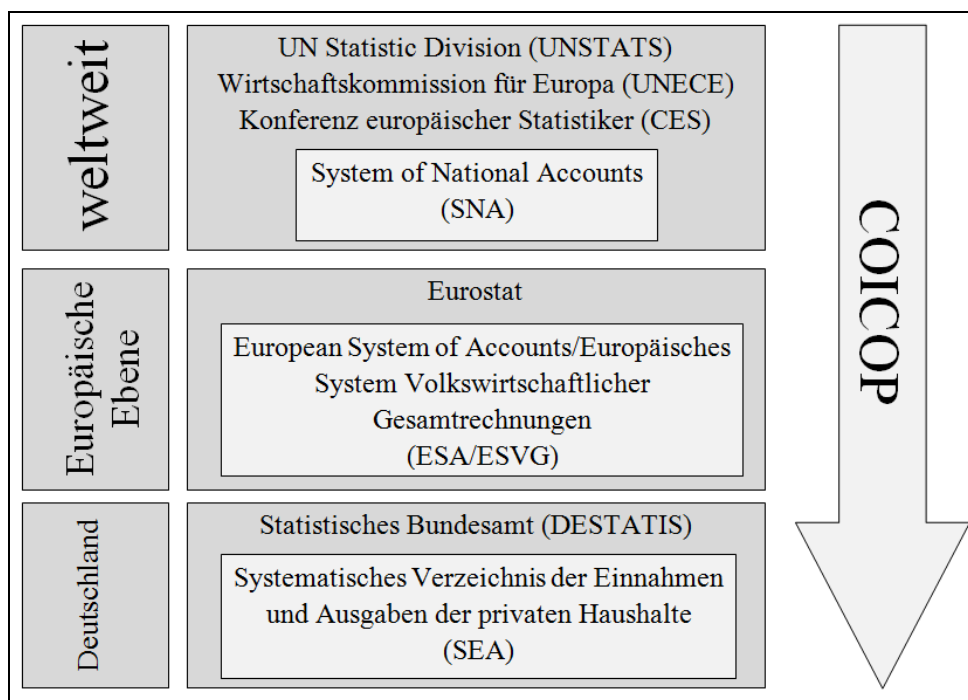 weltweit
UN Statistic Division (UNSTATS)
Wirtschaftskommission für Europa (UNECE)
Konferenz europäischer Statistiker (CES)
System of National Accounts
(SNA)
Europäische
Ebene
Eurostat
European System of Accounts/Europäisches
System Volkswirtschaftlicher
Gesamtrechnungen
(ESA/ESVG)
Deutschland
Statistisches Bundesamt (DESTATIS)
Systematisches Verzeichnis der Einnahmen
und Ausgaben der privaten Haushalte
(SEA)
COICOP